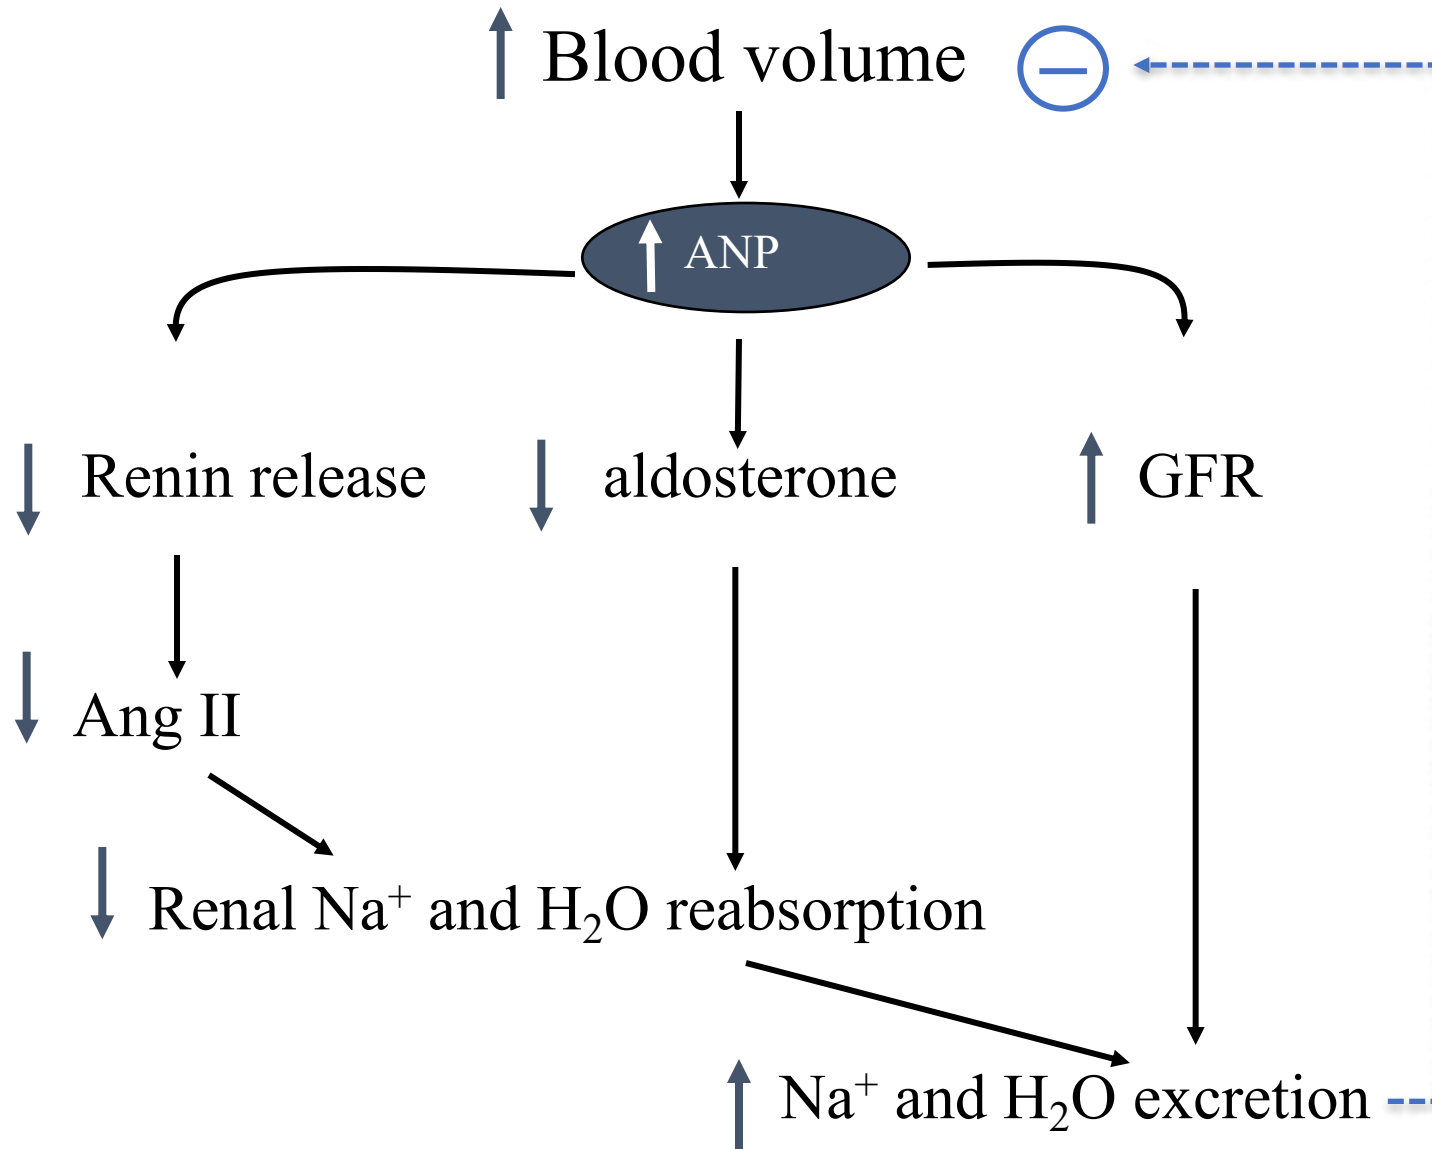 Blood volume
ANP
Renin release
aldosterone
GFR
Ang II
Renal Na⁺ and H₂O reabsorption
Na⁺ and H₂O excretion